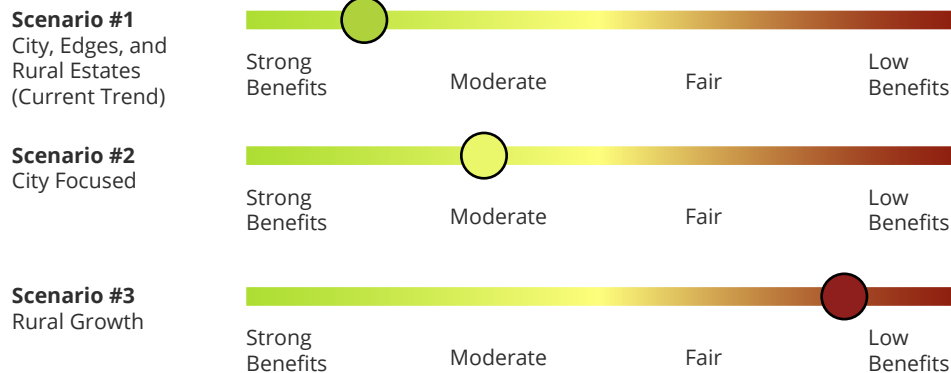 Scenario #1
City, Edges, and
Rural Estates
(Current Trend)
Strong
Benefits
Moderate
Fair
Low
Benefits
Scenario #2
City Focused
Strong
Benefits
Moderate
Fair
Low
Benefits
Scenario #3
Rural Growth
Strong
Benefits
Moderate
Fair
Low
Benefits